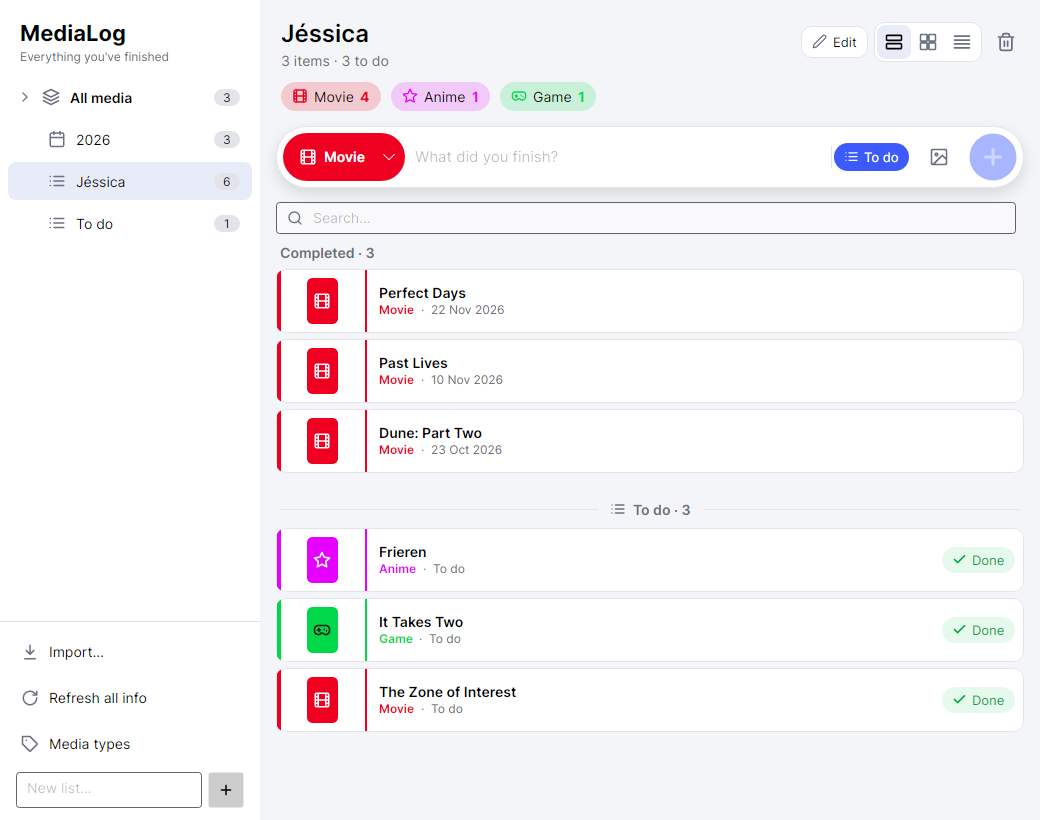 MediaLog
Everything you've finished
All media 3
2026 3
Jéssica 6
To do 1
Import...
Refresh all info
Media types
New list...
+
Jéssica
3 items · 3 to do
Edit
Movie 4
Anime 1
Game 1
Movie
What did you finish?
To do
Search...
Completed · 3
Perfect Days
Movie · 22 Nov 2026
Past Lives
Movie · 10 Nov 2026
Dune: Part Two
Movie · 23 Oct 2026
To do · 3
Frieren
Anime · To do
Done
It Takes Two
Game · To do
Done
The Zone of Interest
Movie · To do
Done